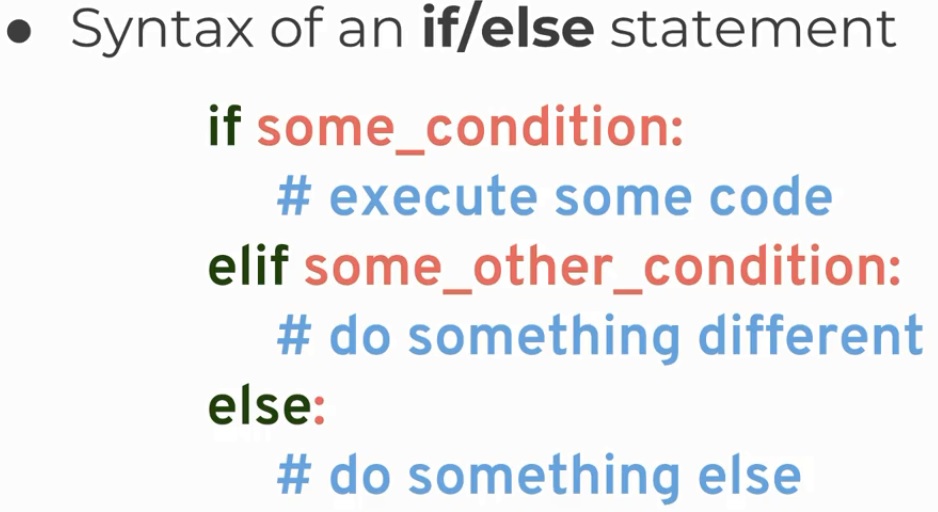 ● Syntax of an if/else statement
if some_condition:
# execute some code
elif some_other_condition:
# do something different
else:
# do something else